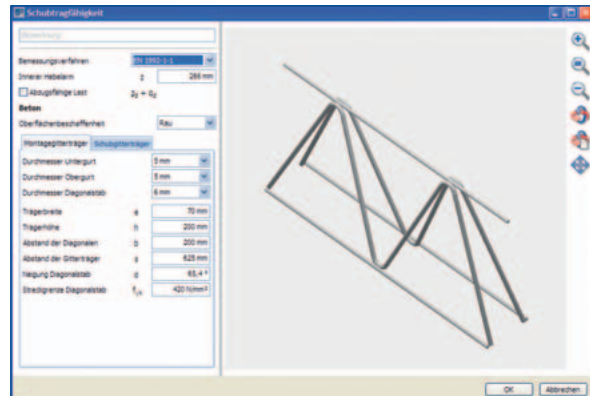 Schubtragfähigkeit
Bemessungsverfahren EN 1992-1-1
Innerer Hebelarm z 266 mm
Abzugsfähige Last
Beton
Oberflächenbeschaffenheit Rau
Montagegitterträger Schubgitterträger
Durchmesser Untergurt 5 mm
Durchmesser Obergurt 5 mm
Durchmesser Diagonalstab 6 mm
Trägerbreite a 70 mm
Trägerhöhe h 200 mm
Abstand der Diagonalen b 200 mm
Abstand der Gitterträger s 625 mm
Neigung Diagonalstab 63,4 °
Streckgrenze Diagonalstab 420 N/mm²
OK Abbrechen